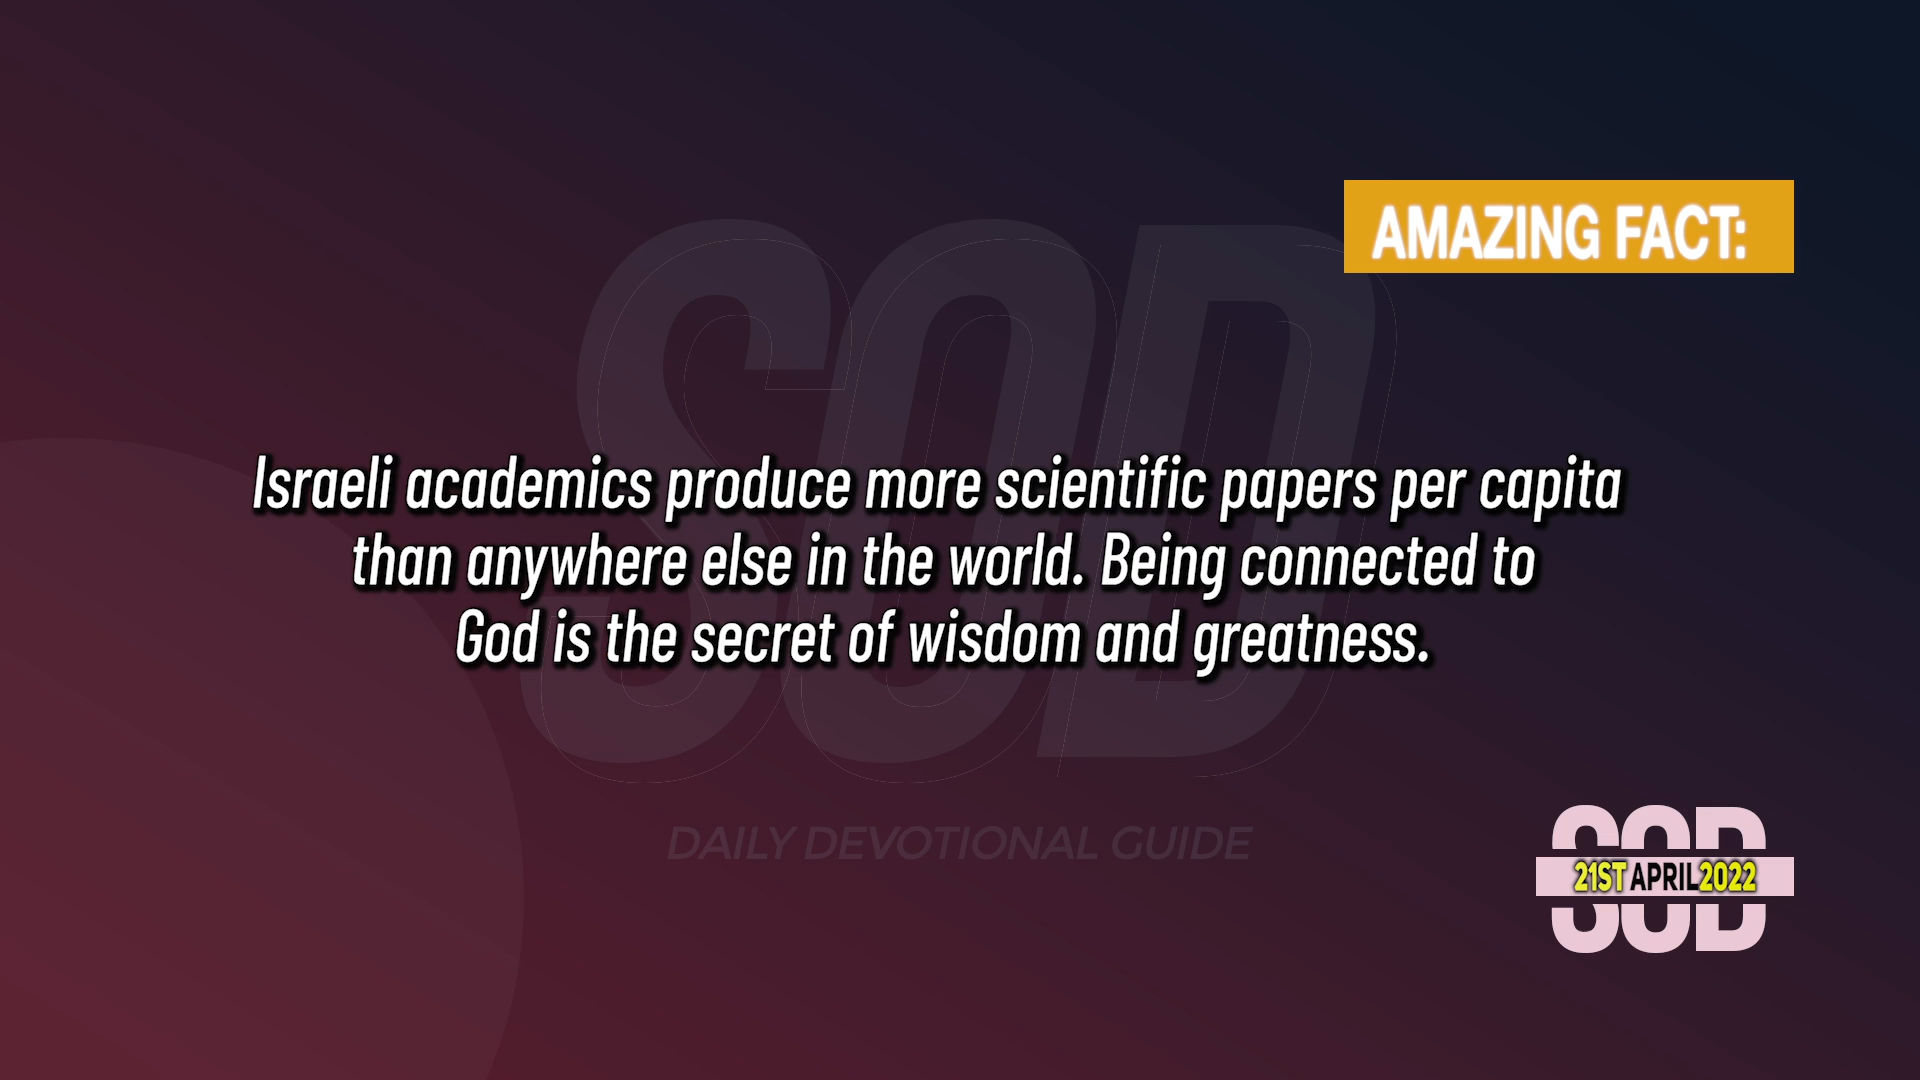 AMAZING FACT:
Israeli academics produce more scientific papers per capita
than anywhere else in the world. Being connected to
God is the secret of wisdom and greatness.
SOD
DAILY DEVOTIONAL GUIDE
SOD
21ST APRIL 2022